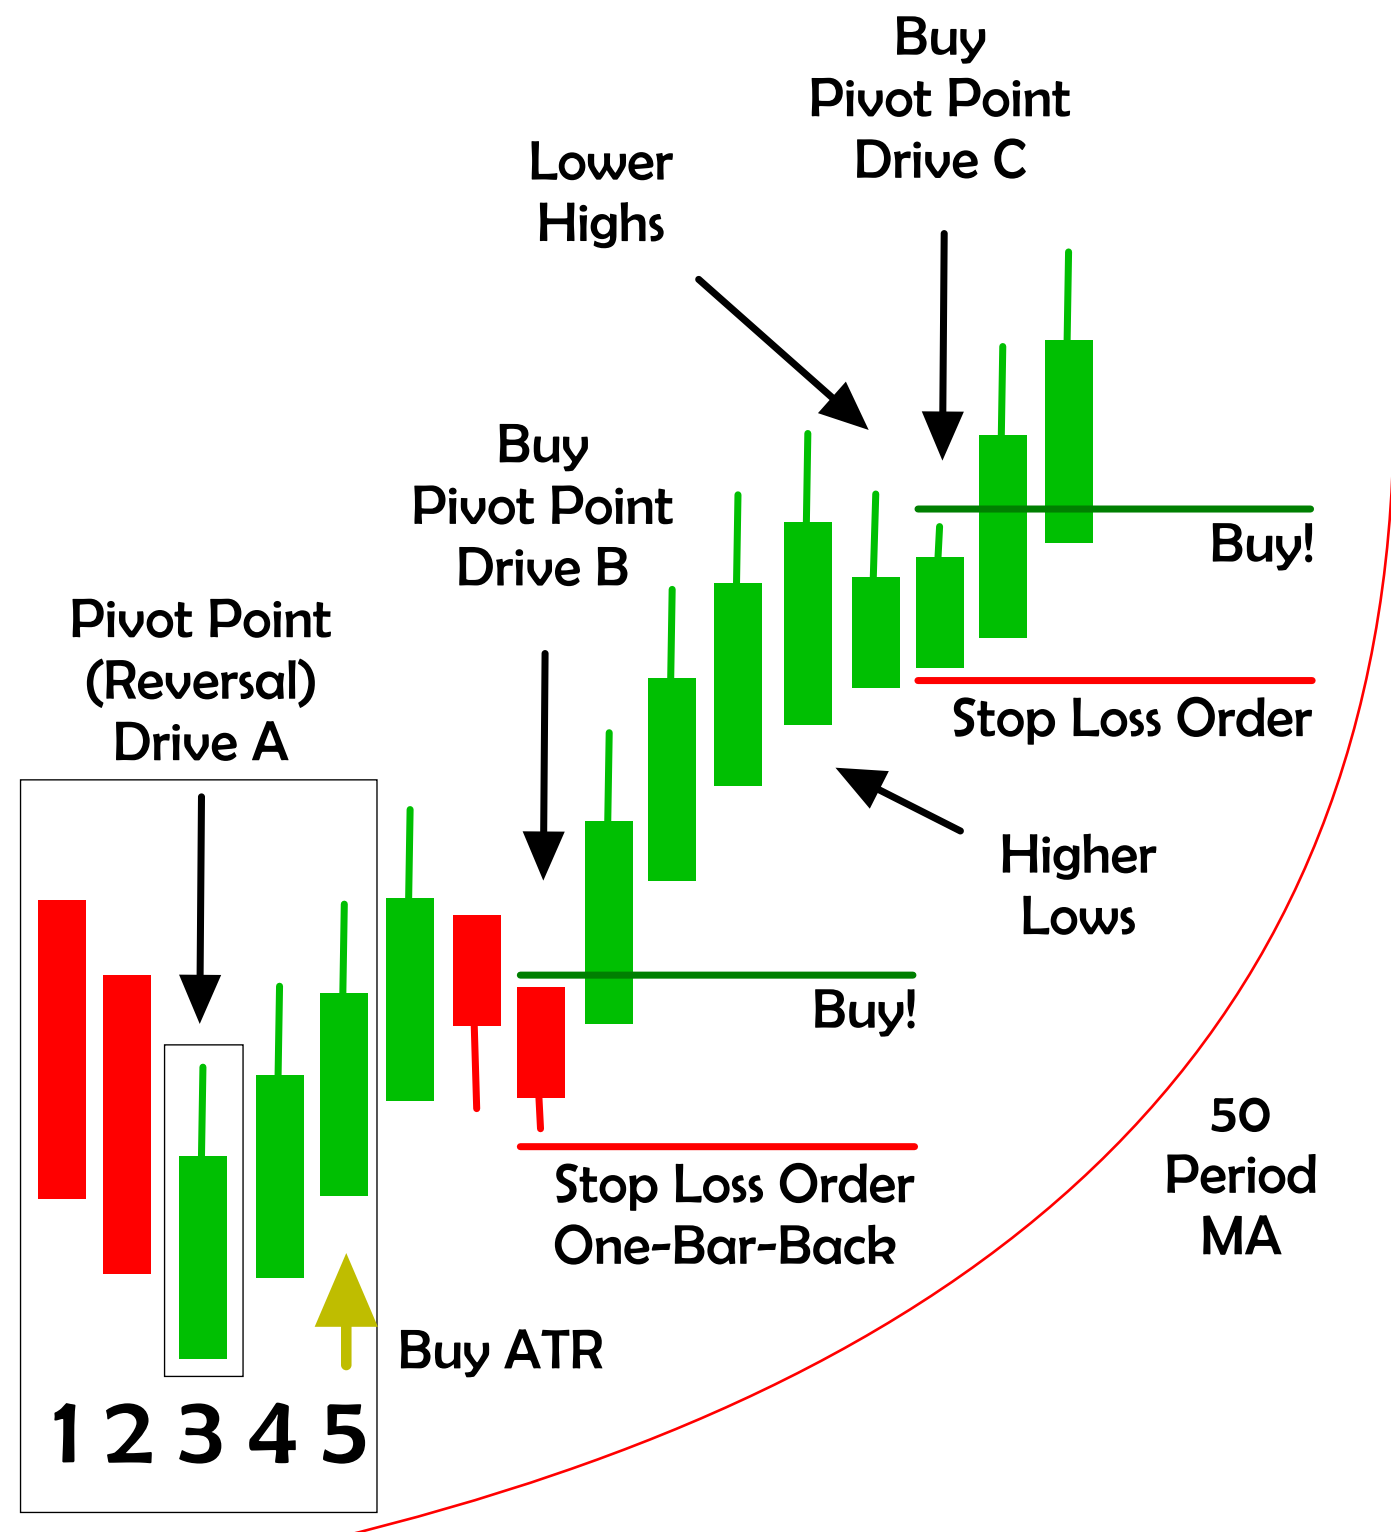 Buy
Pivot Point
Drive C
Lower
Highs
Buy
Pivot Point
Drive B
Buy!
Pivot Point
(Reversal)
Drive A
Stop Loss Order
Higher
Lows
Buy!
50
Period
MA
Stop Loss Order
One-Bar-Back
Buy ATR
1 2 3 4 5